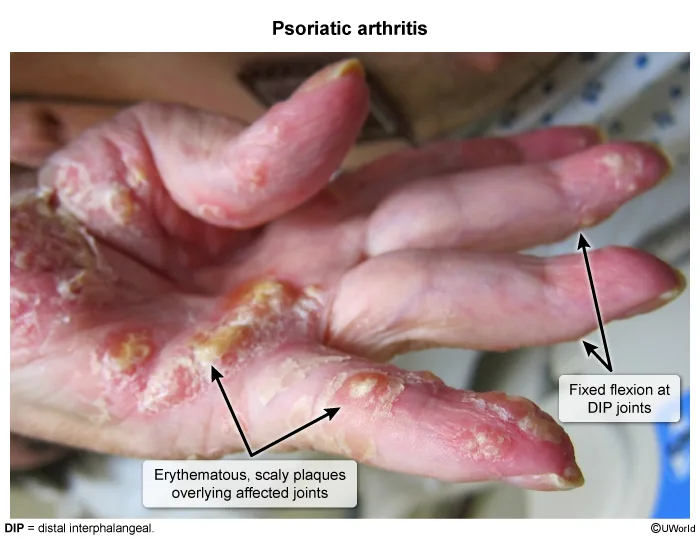 Psoriatic arthritis
Fixed flexion at
DIP joints
Erythematous, scaly plaques
overlying affected joints
DIP = distal interphalangeal.
©UWorld